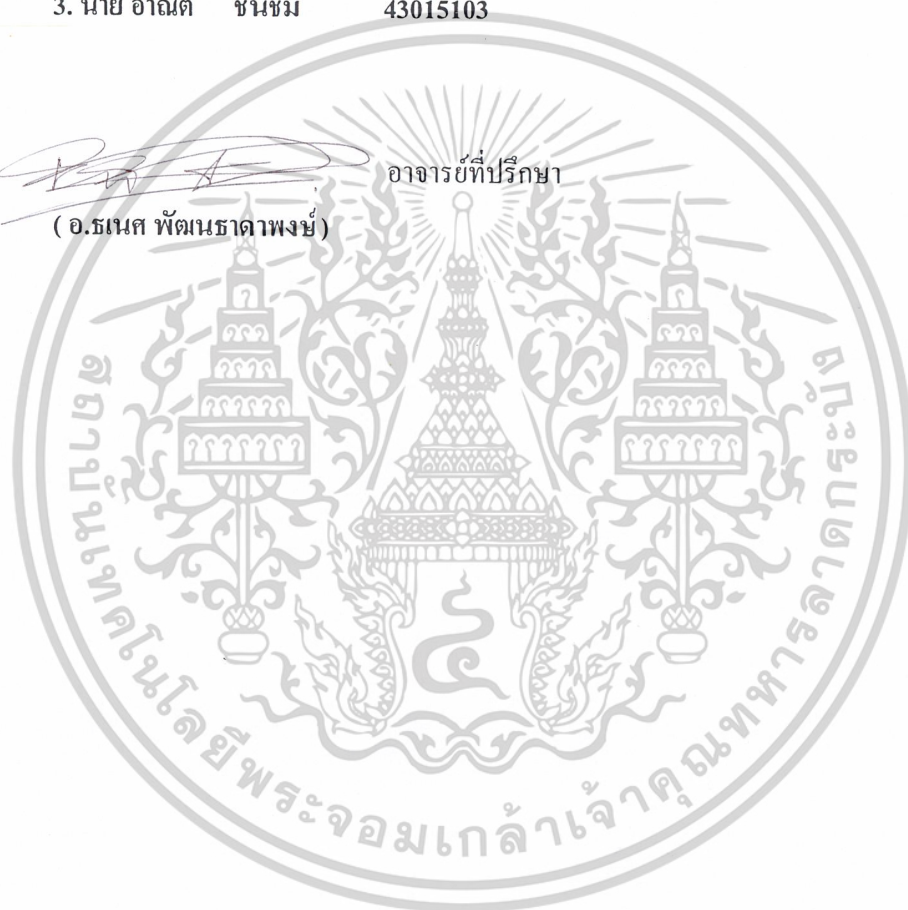 3. นาย อาณัติ ชื่นชม 43015103
อาจารย์ที่ปรึกษา
( อ.ธเนศ พัฒนธาดาพงษ์ )
สถาบันเทคโนโลยีพระจอมเกล้าเจ้าคุณทหารลาดกระบัง